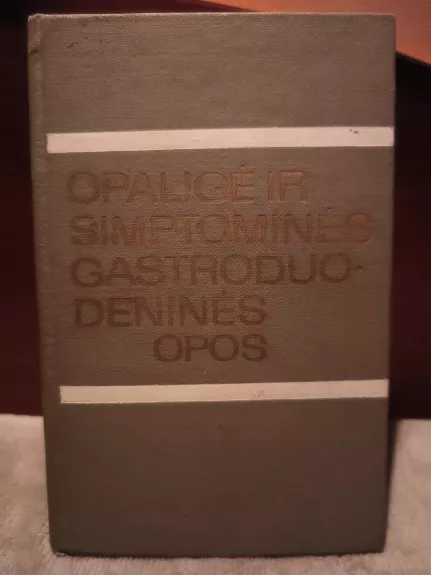 OPALIGĖ IR
SIMPTOMINĖS
GASTRODUO-
DENINĖS
OPOS